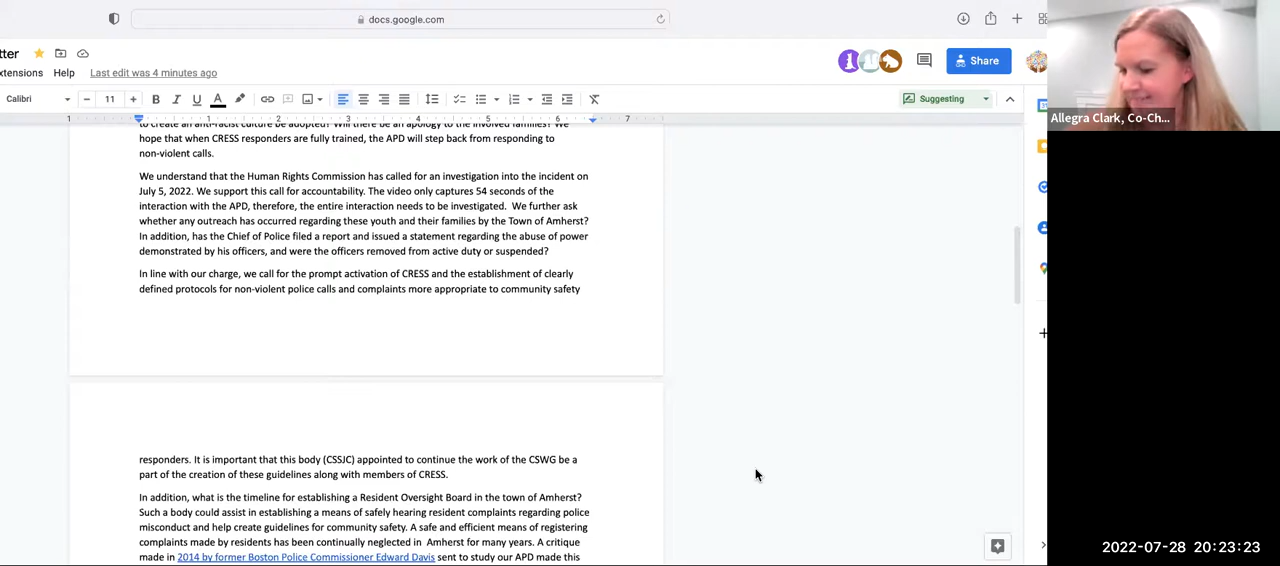 docs.google.com
tter
xtensions Help Last edit was 4 minutes ago
Share
Calibri 11 B I U A Suggesting
1 1 2 3 4 5 6 7
hope that when CRESS responders are fully trained, the APD will step back from responding to
non-violent calls.
We understand that the Human Rights Commission has called for an investigation into the incident on
July 5, 2022. We support this call for accountability. The video only captures 54 seconds of the
interaction with the APD, therefore, the entire interaction needs to be investigated.  We further ask
whether any outreach has occurred regarding these youth and their families by the Town of Amherst?
In addition, has the Chief of Police filed a report and issued a statement regarding the abuse of power
demonstrated by his officers, and were the officers removed from active duty or suspended?
In line with our charge, we call for the prompt activation of CRESS and the establishment of clearly
defined protocols for non-violent police calls and complaints more appropriate to community safety
responders. It is important that this body (CSSJC) appointed to continue the work of the CSWG be a
part of the creation of these guidelines along with members of CRESS.
In addition, what is the timeline for establishing a Resident Oversight Board in the town of Amherst?
Such a body could assist in establishing a means of safely hearing resident complaints regarding police
misconduct and help create guidelines for community safety. A safe and efficient means of registering
complaints made by residents has been continually neglected in  Amherst for many years. A critique
made in 2014 by former Boston Police Commissioner Edward Davis sent to study our APD made this
Allegra Clark, Co-Ch...
2022-07-28 20:23:23